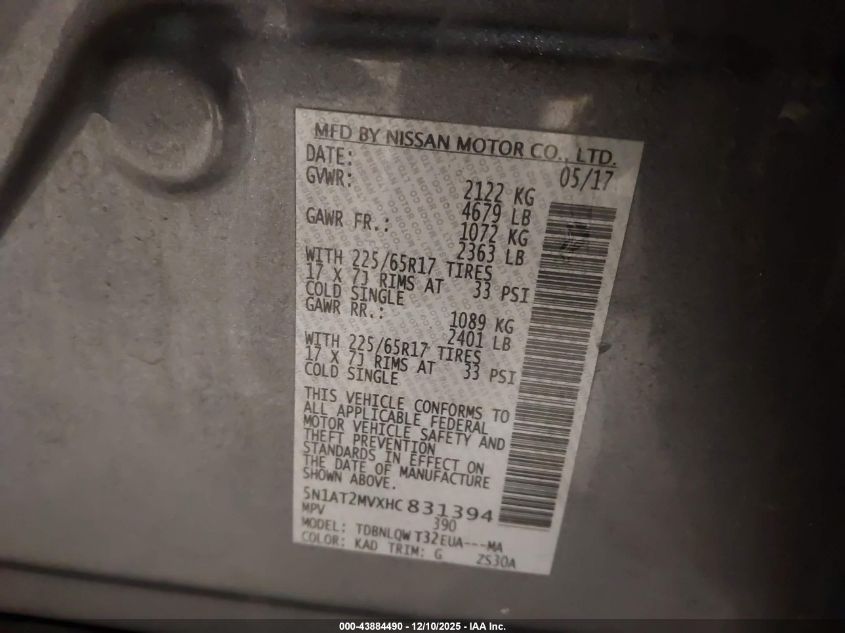 MFD BY NISSAN MOTOR CO., LTD.
DATE: 05/17
GVWR: 2122 KG
4679 LB
GAWR FR.: 1072 KG
2363 LB
WITH 225/65R17 TIRES
17 X 7J RIMS AT 33 PSI
COLD SINGLE
GAWR RR.: 1089 KG
2401 LB
WITH 225/65R17 TIRES
17 X 7J RIMS AT 33 PSI
COLD SINGLE
THIS VEHICLE CONFORMS TO
ALL APPLICABLE FEDERAL
MOTOR VEHICLE SAFETY AND
THEFT PREVENTION
STANDARDS IN EFFECT ON
THE DATE OF MANUFACTURE
SHOWN ABOVE.
5N1AT2MVXHC831394
MPV 390
MODEL: TDBNLQW T32EUA---MA
COLOR: KAD TRIM: G ZS30A
000-43884490 - 12/10/2025 - IAA Inc.